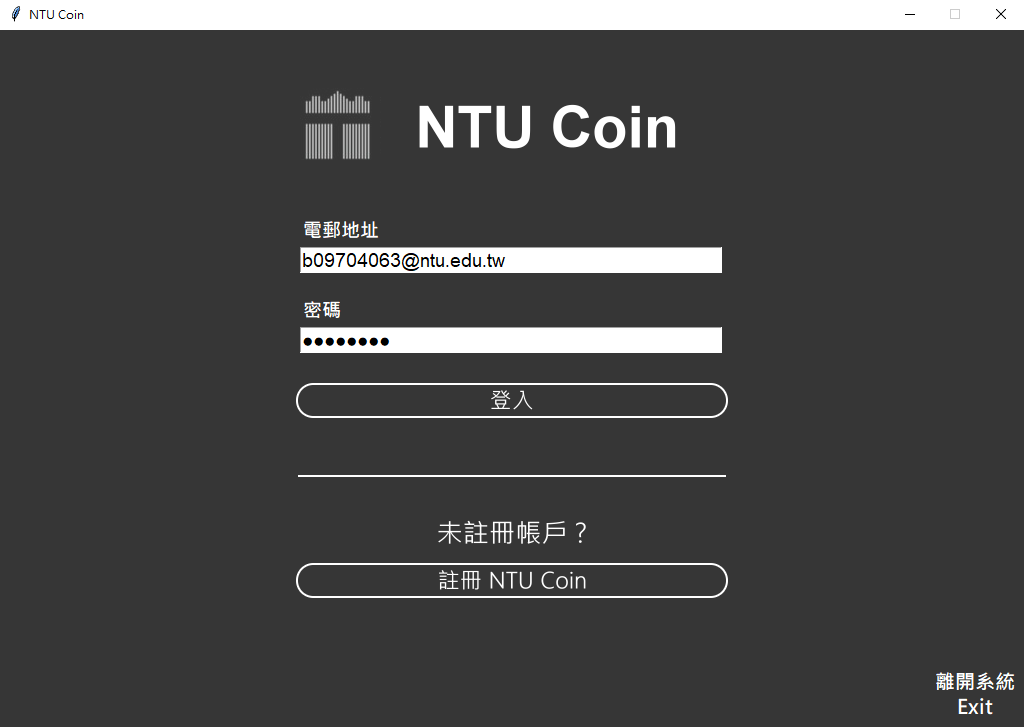 NTU Coin
NTU Coin
電郵地址
b09704063@ntu.edu.tw
密碼
●●●●●●●●
登入
未註冊帳戶？
註冊 NTU Coin
離開系統
Exit